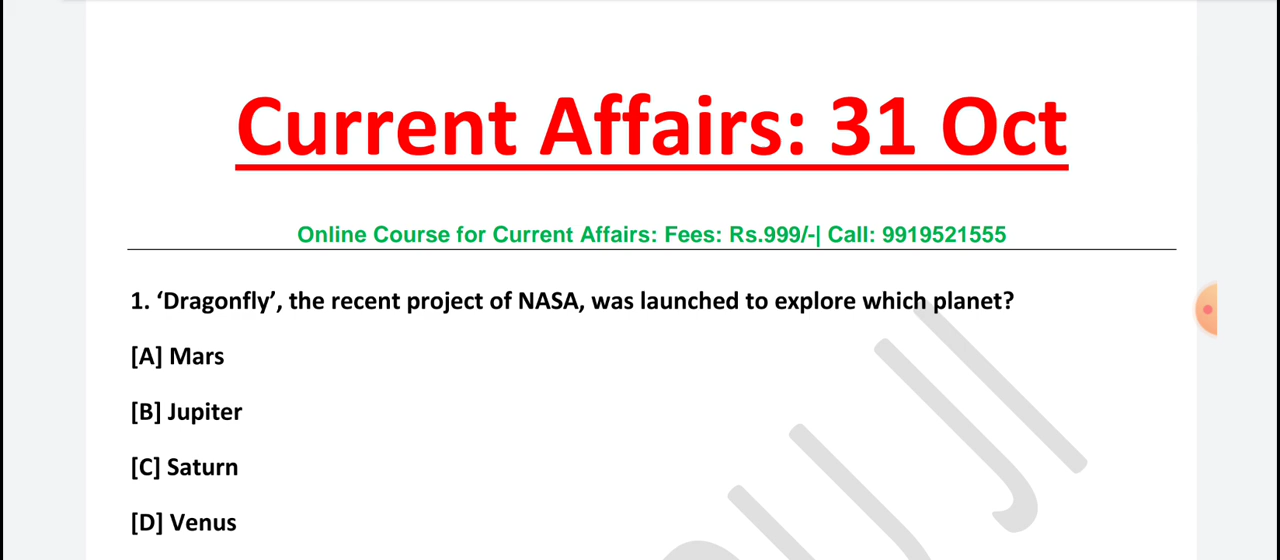 Current Affairs: 31 Oct
Online Course for Current Affairs: Fees: Rs.999/-| Call: 9919521555
1. ‘Dragonfly’, the recent project of NASA, was launched to explore which planet?
[A] Mars
[B] Jupiter
[C] Saturn
[D] Venus